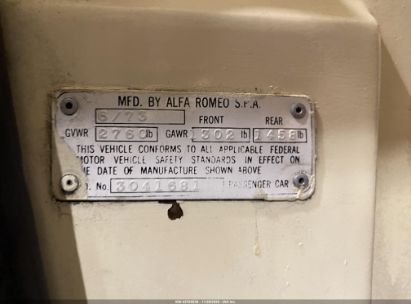 MFD. BY ALFA ROMEO S.P.A.
6/73 FRONT REAR
GVWR 2760 lb GAWR 1302 lb 1458 lb
THIS VEHICLE CONFORMS TO ALL APPLICABLE FEDERAL
MOTOR VEHICLE SAFETY STANDARDS IN EFFECT ON
HE DATE OF MANUFACTURE SHOWN ABOVE
D. No. 3041681 PASSENGER CAR